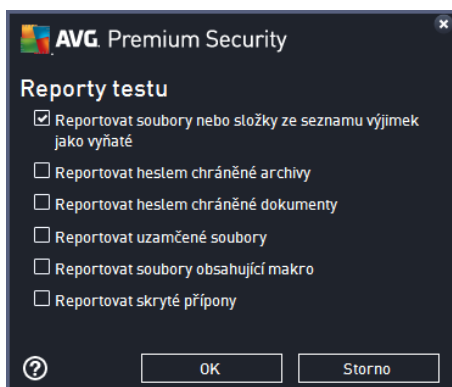 AVG. Premium Security
Reporty testu
Reportovat soubory nebo složky ze seznamu výjimek
jako vyňaté
Reportovat heslem chráněné archivy
Reportovat heslem chráněné dokumenty
Reportovat uzamčené soubory
Reportovat soubory obsahující makro
Reportovat skryté přípony
? OK Storno